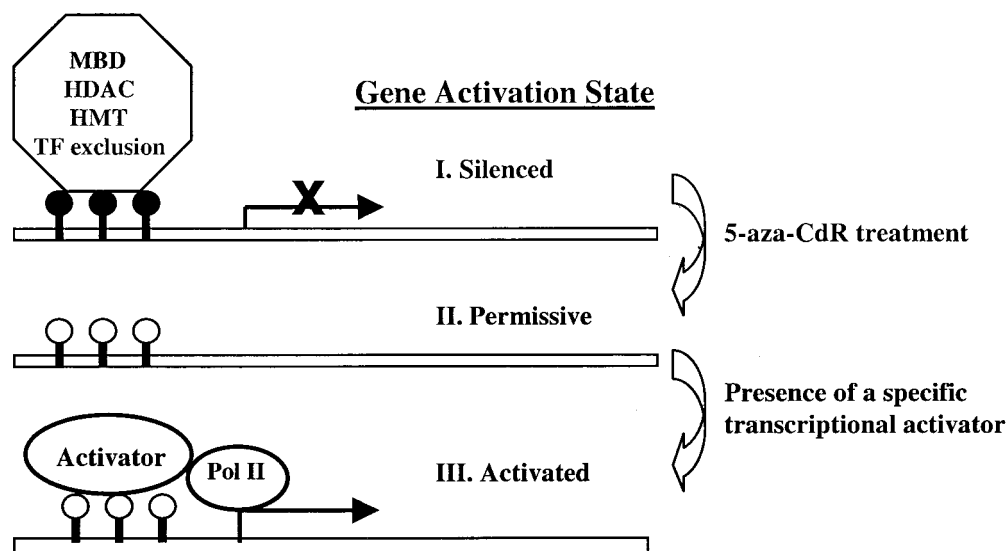 MBD
HDAC
HMT
TF exclusion
Gene Activation State
I. Silenced
X
5-aza-CdR treatment
II. Permissive
Presence of a specific
transcriptional activator
Activator
Pol II
III. Activated